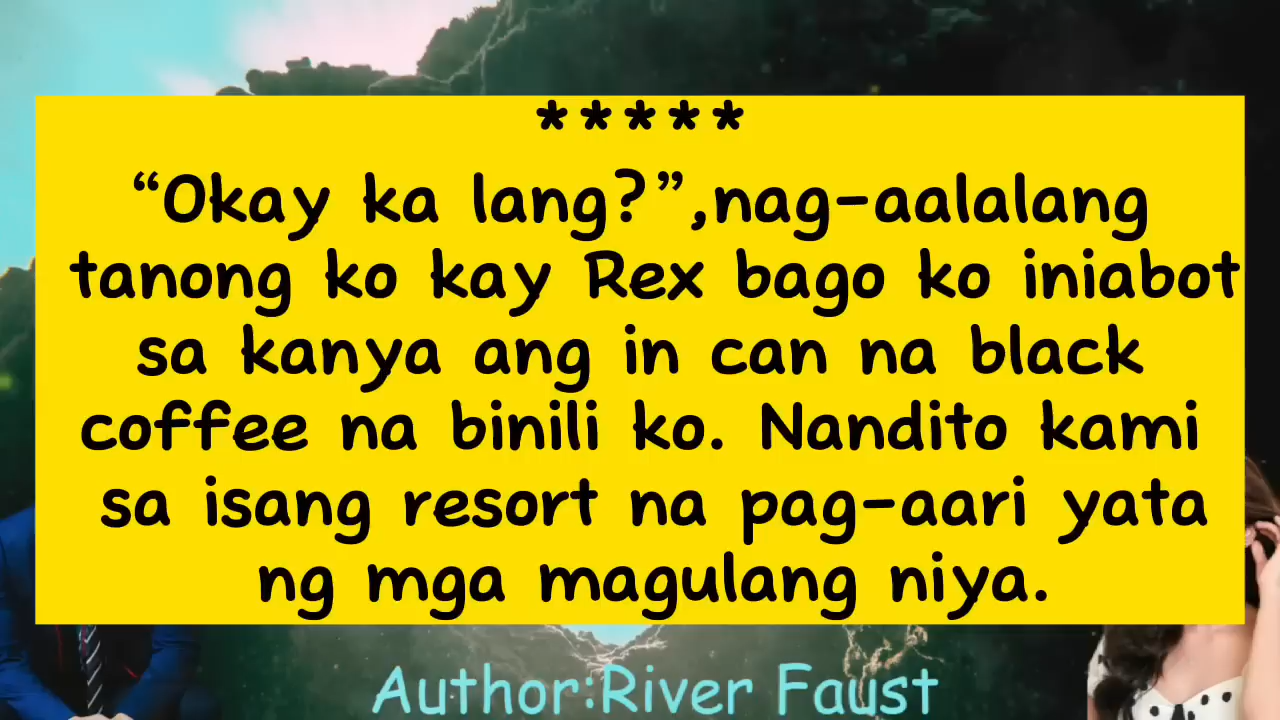 *****
“Okay ka lang?”,nag-aalalang
tanong ko kay Rex bago ko iniabot
sa kanya ang in can na black
coffee na binili ko. Nandito kami
sa isang resort na pag-aari yata
ng mga magulang niya.
Author:River Faust